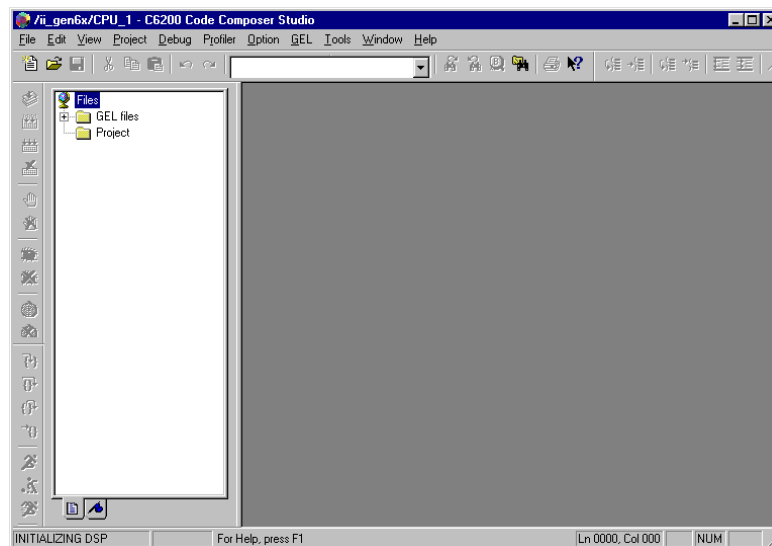 /ii_gen6x/CPU_1 - C6200 Code Composer Studio
File Edit View Project Debug Profiler Option GEL Tools Window Help
Files
GEL files
Project
INITIALIZING DSP For Help, press F1 Ln 0000, Col 000 NUM